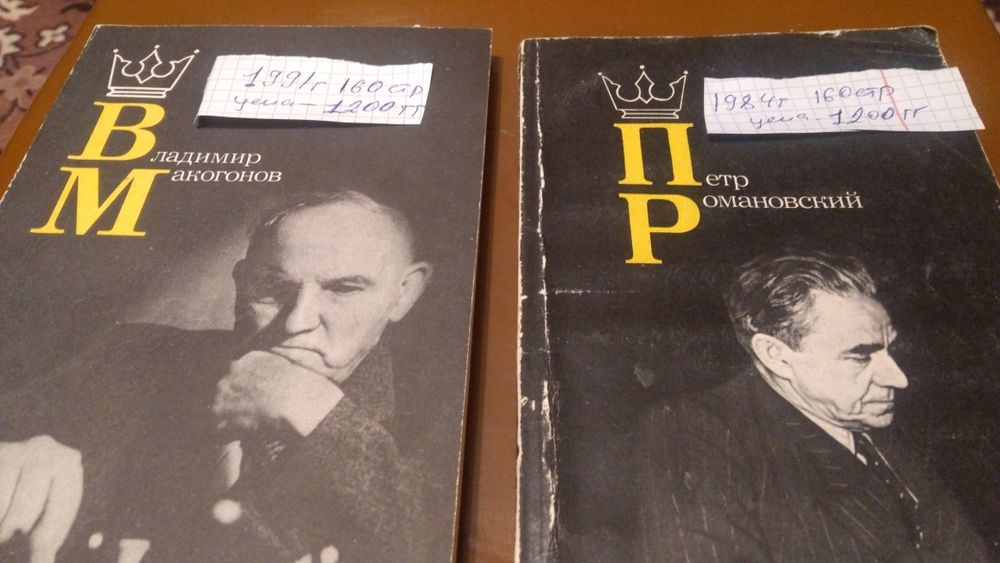 1991г 160стр
цена - 1200тг
Владимир
Макогонов
1984г 160стр
цена - 1200тг
Петр
Романовский